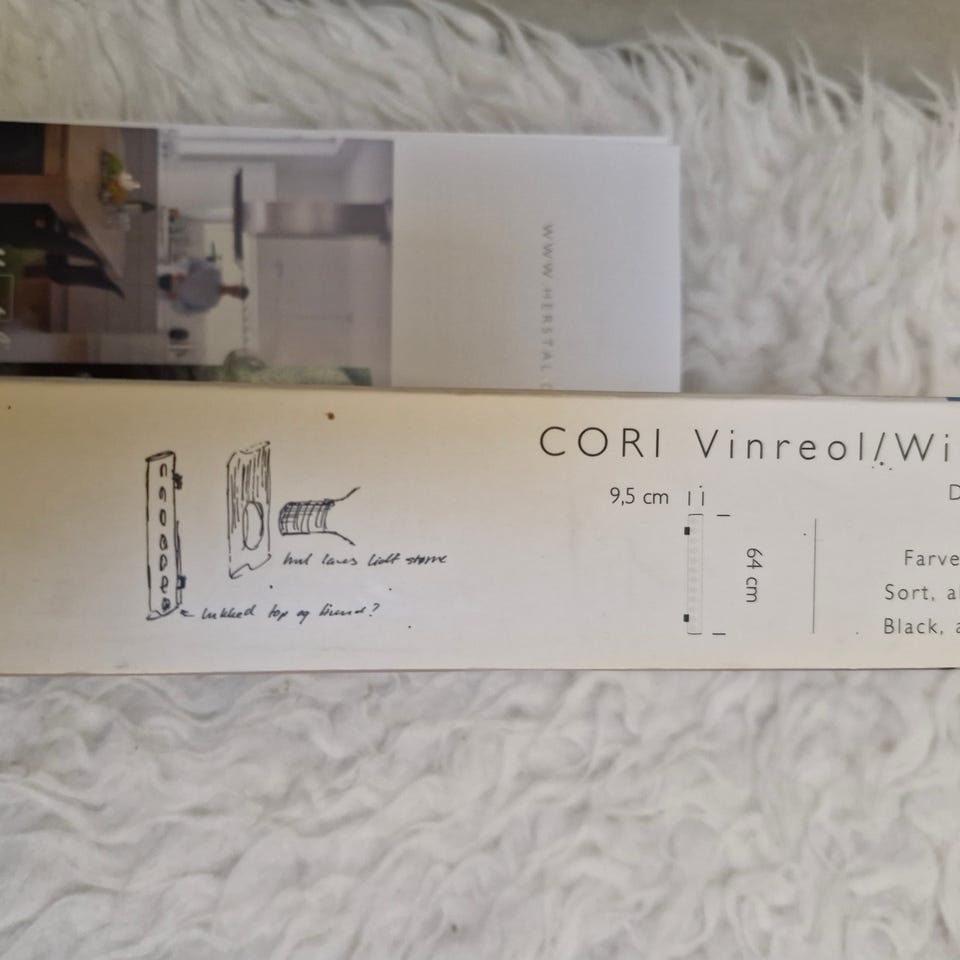 WWW.HERSTAL.
CORI Vinreol/Wi
9,5 cm
D
64 cm
Farve
Sort, a
Black, a
hul laves lidt større
lukket top og bund?